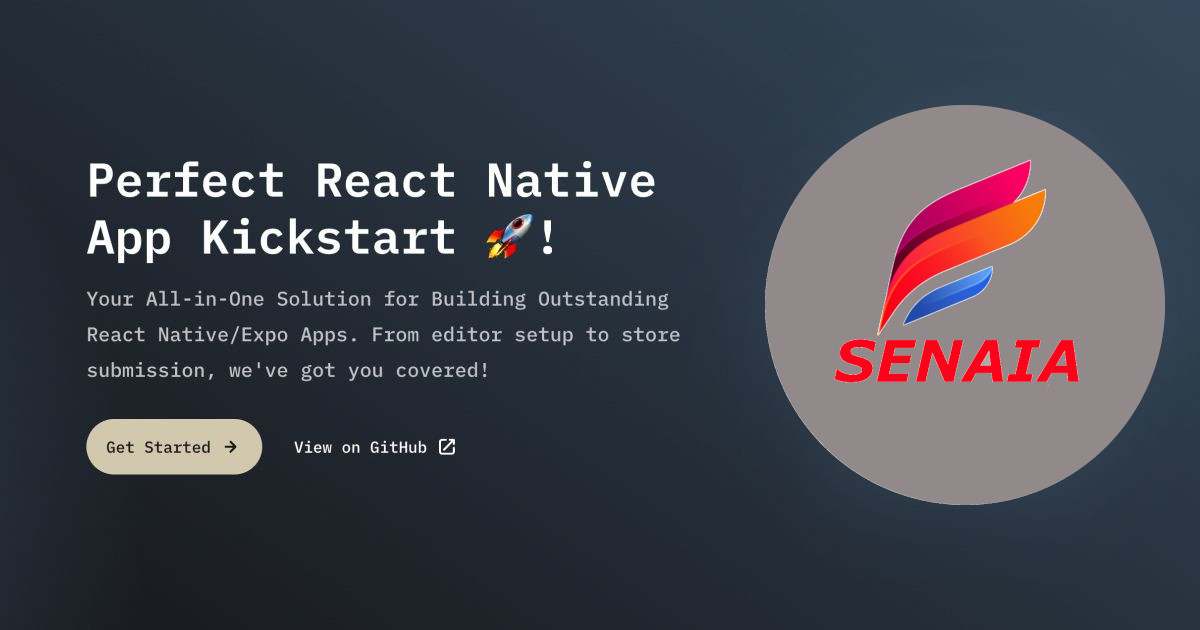 Perfect React Native
App Kickstart 🚀!
Your All-in-One Solution for Building Outstanding
React Native/Expo Apps. From editor setup to store
submission, we've got you covered!
Get Started →
View on GitHub
SENAIA